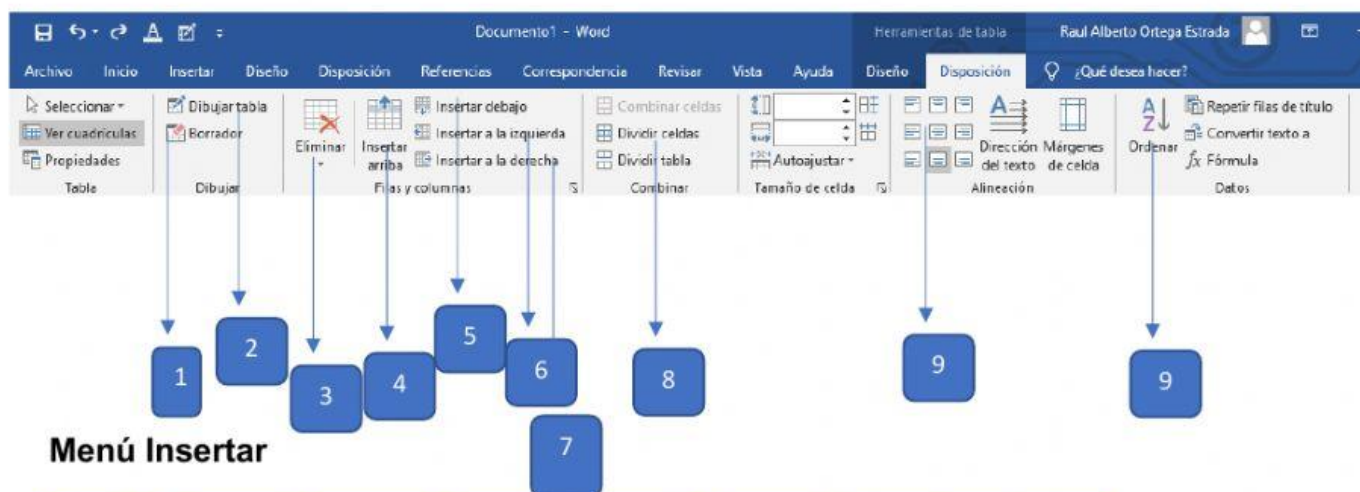 Documento1 - Word
Herramientas de tabla
Raul Alberto Ortega Estrada
Archivo Inicio Insertar Diseño Disposición Referencias Correspondencia Revisar Vista Ayuda Diseño Disposición ¿Qué desea hacer?
Seleccionar Dibujar tabla Insertar debajo Combinar celdas Repetir filas de título
Ver cuadriculas Borrador Eliminar Insertar arriba Insertar a la izquierda Dividir celdas Dirección del texto Márgenes de celda Ordenar Convertir texto a
Propiedades Insertar a la derecha Dividir tabla Autoajustar Fórmula
Tabla Dibujar Filas y columnas Combinar Tamaño de celda Alineación Datos
1
2
3
4
5
6
7
8
9
9
Menú Insertar